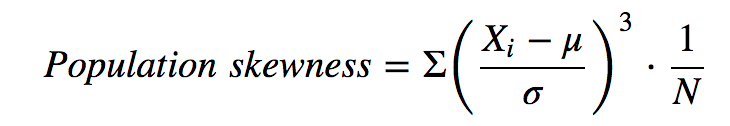 Population skewness = Σ((Xᵢ − μ)/σ)³ · 1/N